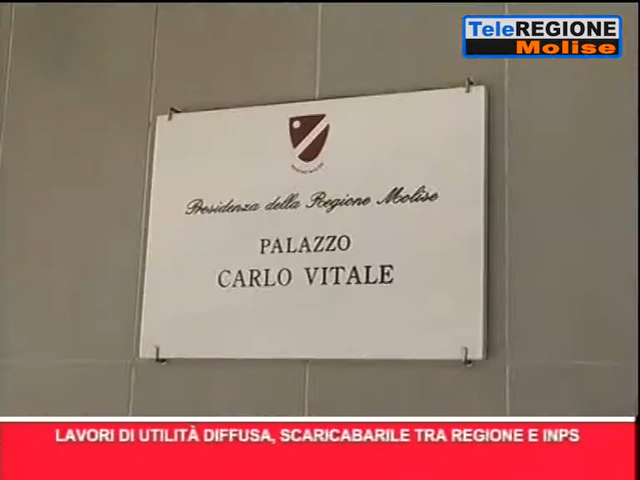 TeleREGIONE
Molise
Presidenza della Regione Molise
PALAZZO
CARLO VITALE
LAVORI DI UTILITÀ DIFFUSA, SCARICABARILE TRA REGIONE E INPS